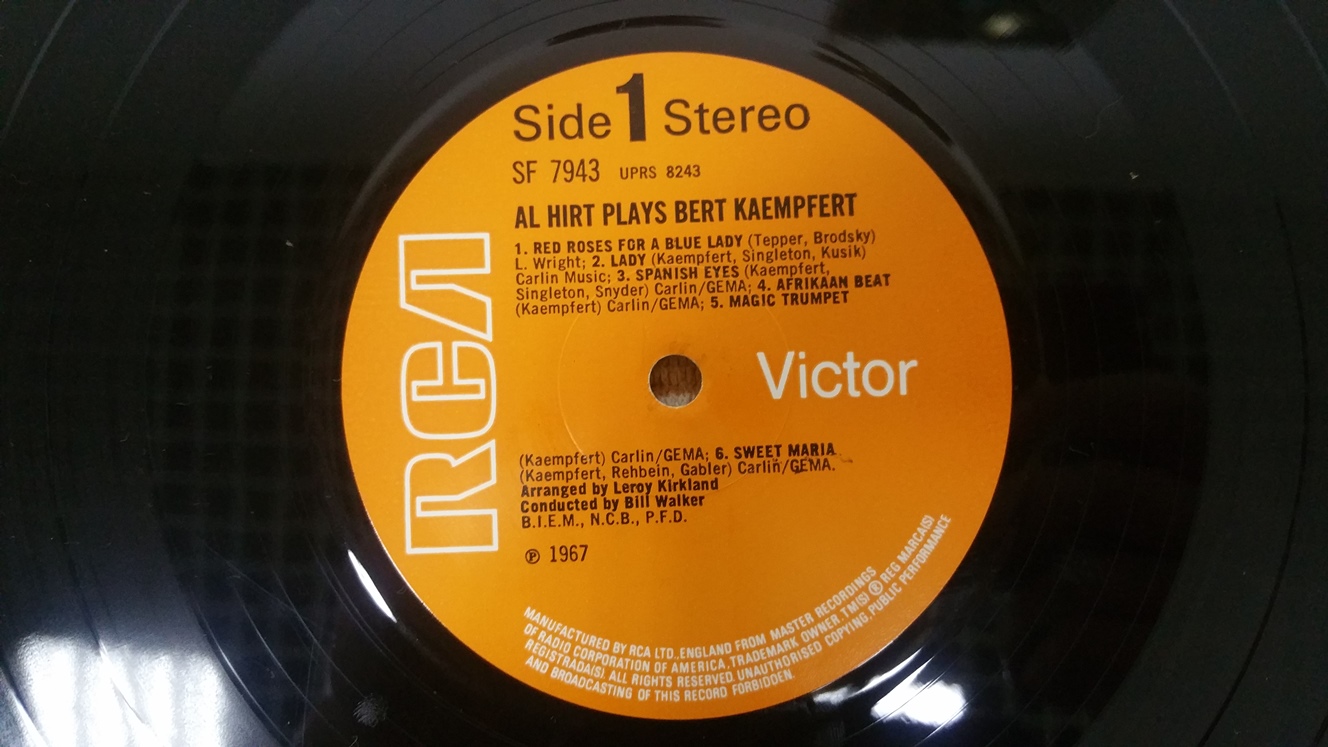 Side 1 Stereo
SF 7943 UPRS 8243
AL HIRT PLAYS BERT KAEMPFERT
1. RED ROSES FOR A BLUE LADY (Tepper, Brodsky)
L. Wright; 2. LADY (Kaempfert, Singleton, Kusik)
Carlin Music; 3. SPANISH EYES (Kaempfert,
Singleton, Snyder) Carlin/GEMA; 4. AFRIKAAN BEAT
(Kaempfert) Carlin/GEMA; 5. MAGIC TRUMPET
RCA
Victor
(Kaempfert) Carlin/GEMA; 6. SWEET MARIA
(Kaempfert, Rehbein, Gabler) Carlin/GEMA.
Arranged by Leroy Kirkland
Conducted by Bill Walker
B.I.E.M., N.C.B., P.F.D.
℗ 1967
MANUFACTURED BY RCA LTD., ENGLAND FROM MASTER RECORDINGS
OF RADIO CORPORATION OF AMERICA. TRADEMARK OWNER TM(S) ® REG MARCA(S)
REGISTRADA(S). ALL RIGHTS RESERVED. UNAUTHORISED COPYING, PUBLIC PERFORMANCE
AND BROADCASTING OF THIS RECORD FORBIDDEN.